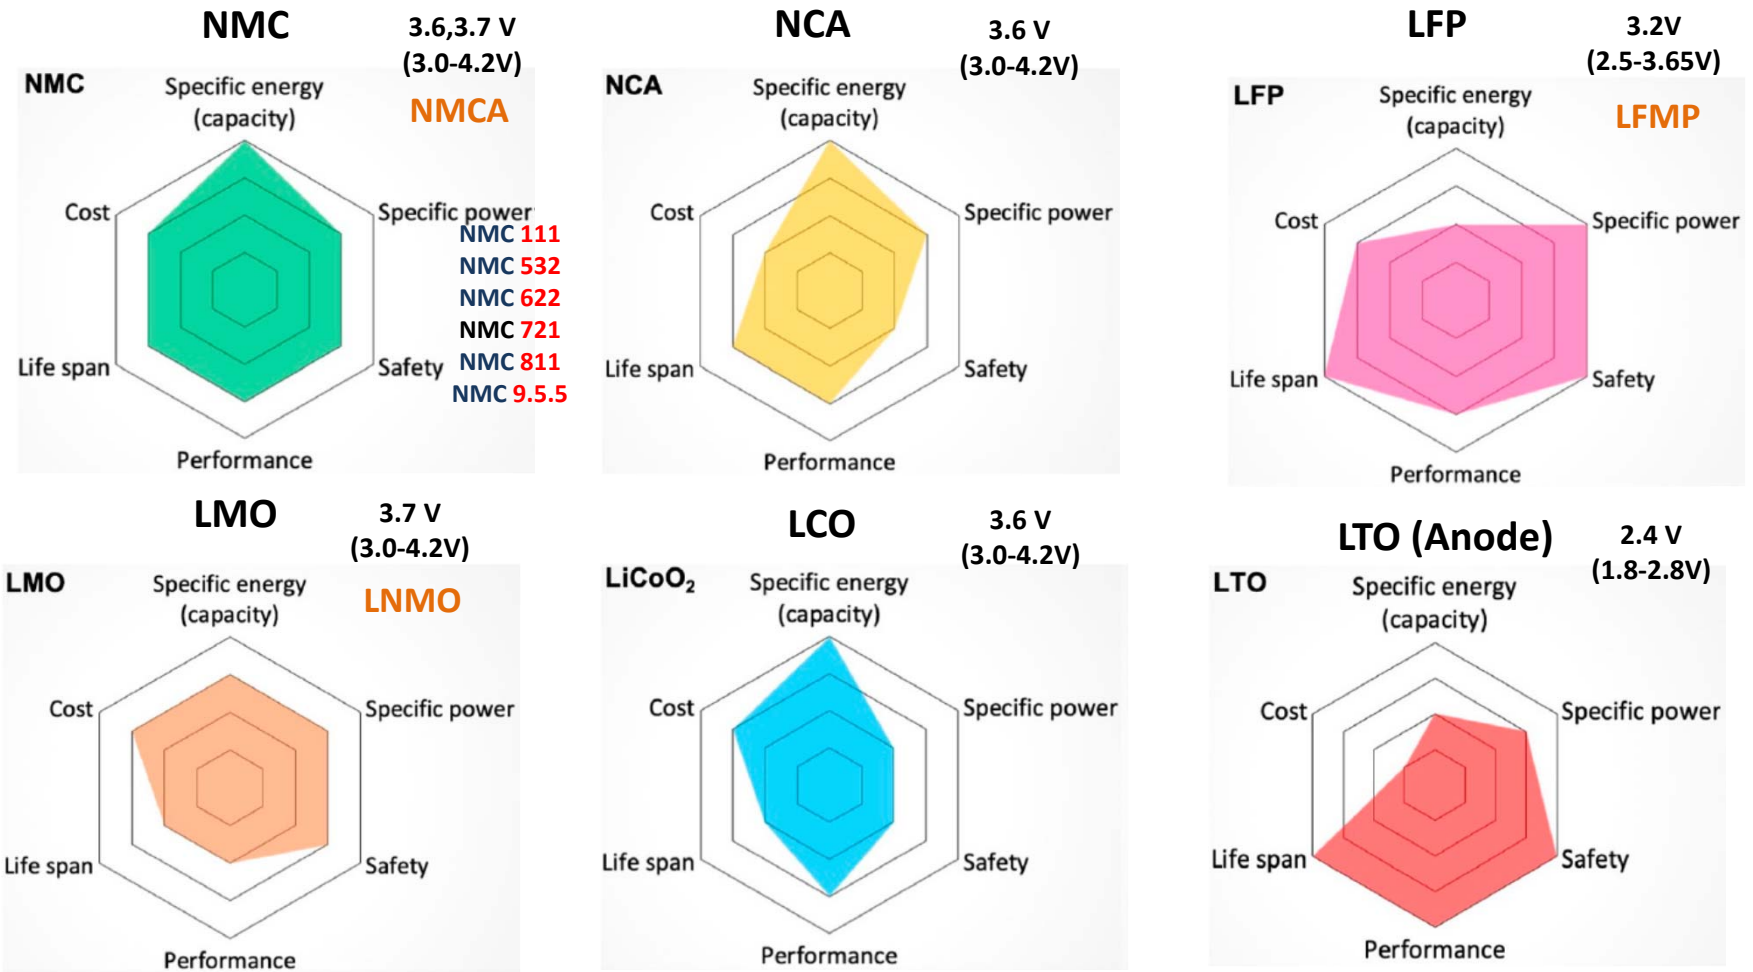 NMC
3.6,3.7 V
(3.0-4.2V)
NMC
Specific energy
(capacity)
NMCA
Cost
Specific power
NMC 111
NMC 532
NMC 622
NMC 721
NMC 811
NMC 9.5.5
Life span
Safety
Performance
NCA
3.6 V
(3.0-4.2V)
NCA
Specific energy
(capacity)
Cost
Specific power
Life span
Safety
Performance
LFP
3.2V
(2.5-3.65V)
LFP
Specific energy
(capacity)
LFMP
Cost
Specific power
Life span
Safety
Performance
LMO
3.7 V
(3.0-4.2V)
LMO
Specific energy
(capacity)
LNMO
Cost
Specific power
Life span
Safety
Performance
LCO
3.6 V
(3.0-4.2V)
LiCoO₂
Specific energy
(capacity)
Cost
Specific power
Life span
Safety
Performance
LTO (Anode)
2.4 V
(1.8-2.8V)
LTO
Specific energy
(capacity)
Cost
Specific power
Life span
Safety
Performance